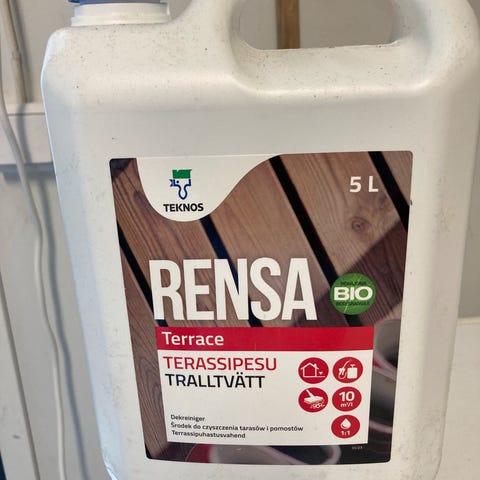 TEKNOS
5 L
RENSA
BIO
Terrace
TERASSIPESU
TRALLTVÄTT
10
m²/l
1:1
Dekreiniger
Środek do czyszczenia tarasów i pomostów
Terrassipuhastusvahend